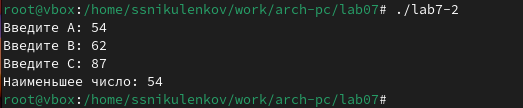 root@vbox:/home/ssnikulenkov/work/arch-pc/lab07# ./lab7-2
Введите A: 54
Введите B: 62
Введите C: 87
Наименьшее число: 54
root@vbox:/home/ssnikulenkov/work/arch-pc/lab07#